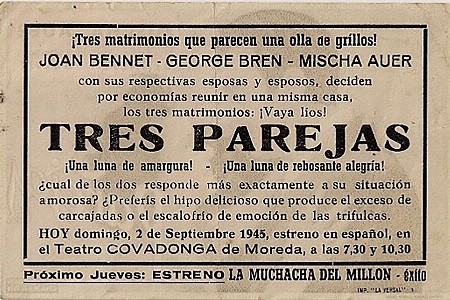 ¡Tres matrimonios que parecen una olla de grillos!
JOAN BENNET - GEORGE BREN - MISCHA AUER
con sus respectivas esposas y esposos, deciden
por economías reunir en una misma casa,
los tres matrimonios: ¡Vaya líos!
TRES PAREJAS
¡Una luna de amargura! - ¡Una luna de rebosante alegría!
¿cual de los dos responde más exactamente a su situación
amorosa? ¿Preferís el hipo delicioso que produce el exceso de
carcajadas o el escalofrío de emoción de las trifulcas.
HOY domingo, 2 de Septiembre 1945, estreno en español, en
el Teatro COVADONGA de Moreda, a las 7,30 y 10,30
Próximo Jueves: ESTRENO LA MUCHACHA DEL MILLON - éxito
IMP. "LA VERSAL"